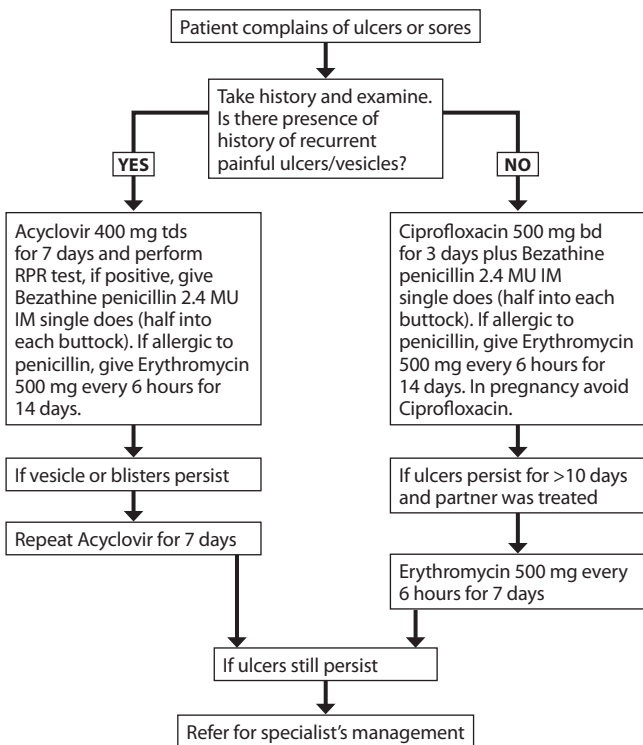 Patient complains of ulcers or sores
Take history and examine.
Is there presence of
history of recurrent
painful ulcers/vesicles?
YES
NO
Acyclovir 400 mg tds
for 7 days and perform
RPR test, if positive, give
Bezathine penicillin 2.4 MU
IM single does (half into
each buttock). If allergic to
penicillin, give Erythromycin
500 mg every 6 hours for
14 days.
Ciprofloxacin 500 mg bd
for 3 days plus Bezathine
penicillin 2.4 MU IM
single does (half into each
buttock). If allergic to
penicillin, give Erythromycin
500 mg every 6 hours for
14 days. In pregnancy avoid
Ciprofloxacin.
If vesicle or blisters persist
If ulcers persist for >10 days
and partner was treated
Repeat Acyclovir for 7 days
Erythromycin 500 mg every
6 hours for 7 days
If ulcers still persist
Refer for specialist’s management